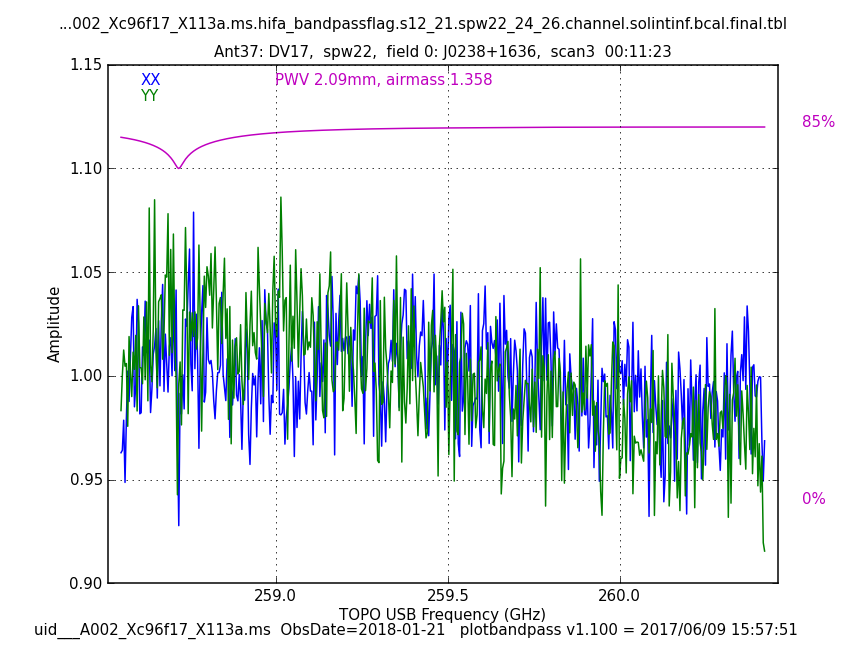 ...002_Xc96f17_X113a.ms.hifa_bandpassflag.s12_21.spw22_24_26.channel.solintinf.bcal.final.tbl
Ant37: DV17,  spw22,  field 0: J0238+1636,  scan3  00:11:23
1.15
XX
PWV 2.09mm, airmass 1.358
YY
85%
1.10
1.05
Amplitude
1.00
0.95
0%
0.90
259.0 259.5 260.0
TOPO USB Frequency (GHz)
uid___A002_Xc96f17_X113a.ms  ObsDate=2018-01-21   plotbandpass v1.100 = 2017/06/09 15:57:51